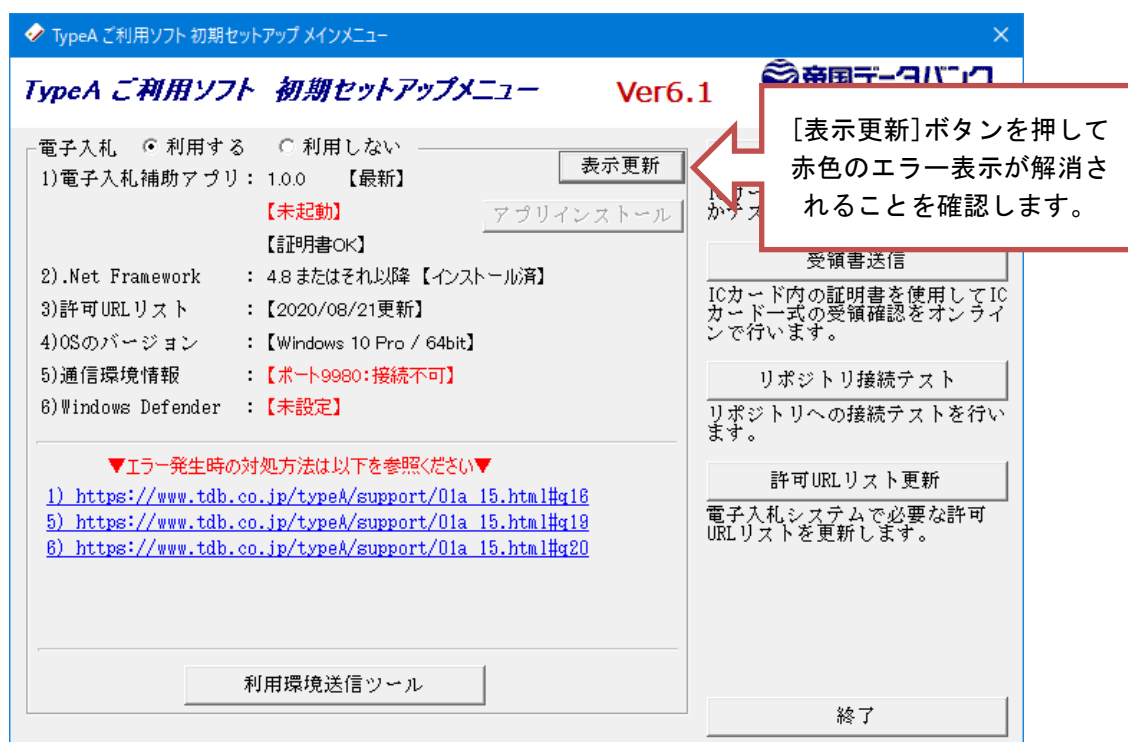 TypeA ご利用ソフト 初期セットアップ メインメニュー
TypeA ご利用ソフト 初期セットアップメニュー Ver6.1
帝国データバンク
[表示更新]ボタンを押して
赤色のエラー表示が解消さ
れることを確認します。
電子入札 利用する 利用しない
表示更新
1)電子入札補助アプリ: 1.0.0 【最新】
【未起動】
アプリインストール
【証明書OK】
2).Net Framework : 4.8 またはそれ以降 【インストール済】
3)許可URLリスト :【2020/08/21更新】
4)OSのバージョン :【Windows 10 Pro / 64bit】
5)通信環境情報 :【ポート9980:接続不可】
6)Windows Defender :【未設定】
▼エラー発生時の対処方法は以下を参照ください▼
1) https://www.tdb.co.jp/typeA/support/01a_15.html#q16
5) https://www.tdb.co.jp/typeA/support/01a_15.html#q19
6) https://www.tdb.co.jp/typeA/support/01a_15.html#q20
利用環境送信ツール
受領書送信
ICカード内の証明書を使用してIC
カード一式の受領確認をオンライ
ンで行います。
リポジトリ接続テスト
リポジトリへの接続テストを行い
ます。
許可URLリスト更新
電子入札システムで必要な許可
URLリストを更新します。
終了